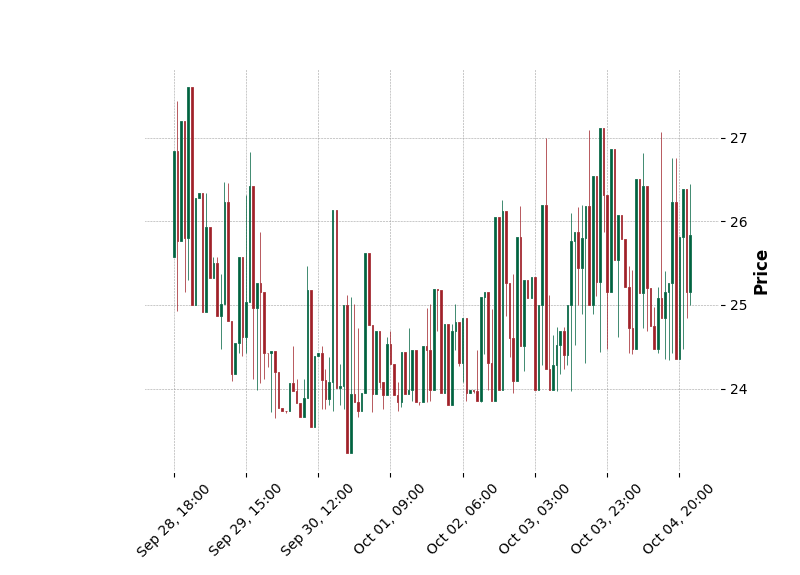 27
26
25
24
Price
Sep 28, 18:00
Sep 29, 15:00
Sep 30, 12:00
Oct 01, 09:00
Oct 02, 06:00
Oct 03, 03:00
Oct 03, 23:00
Oct 04, 20:00